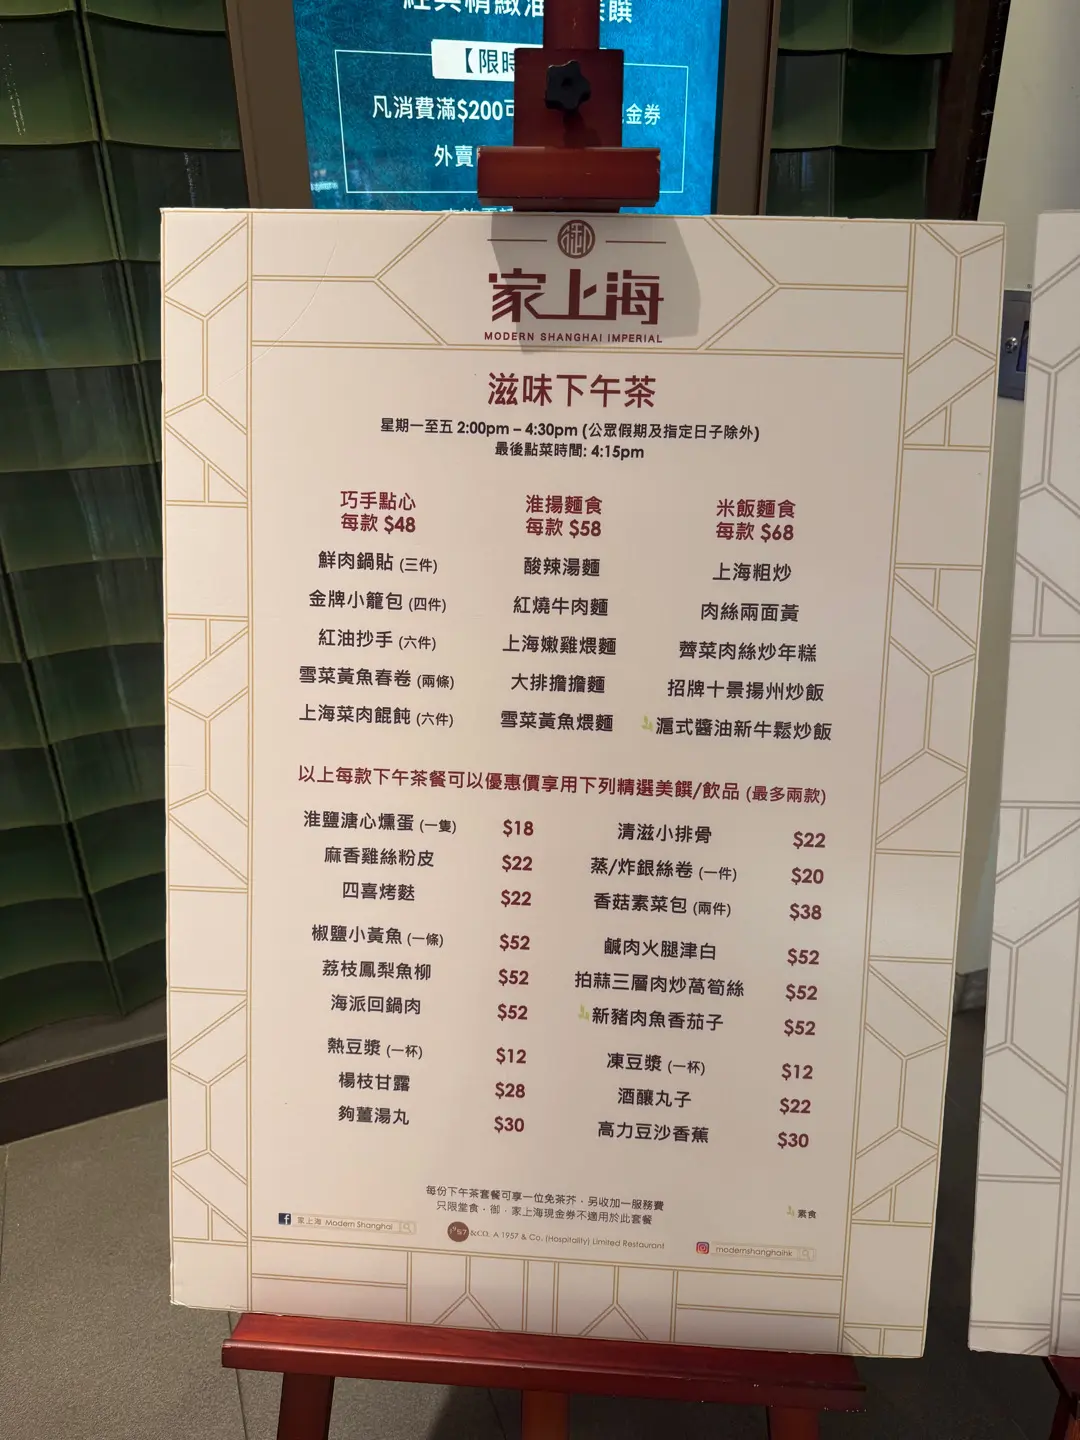 【限時
凡消費滿$200
金券
外賣
御
家上海
MODERN SHANGHAI IMPERIAL
滋味下午茶
星期一至五 2:00pm – 4:30pm (公眾假期及指定日子除外)
最後點菜時間: 4:15pm
巧手點心
每款 $48
鮮肉鍋貼 (三件)
金牌小籠包 (四件)
紅油抄手 (六件)
雪菜黃魚春卷 (兩條)
上海菜肉餛飩 (六件)
淮揚麵食
每款 $58
酸辣湯麵
紅燒牛肉麵
上海嫩雞煨麵
大排擔擔麵
雪菜黃魚煨麵
米飯麵食
每款 $68
上海粗炒
肉絲兩面黃
薺菜肉絲炒年糕
招牌十景揚州炒飯
滬式醬油新牛鬆炒飯
以上每款下午茶餐可以優惠價享用下列精選美饌/飲品 (最多兩款)
淮鹽溏心燻蛋 (一隻) $18
麻香雞絲粉皮 $22
四喜烤麩 $22
椒鹽小黃魚 (一條) $52
荔枝鳳梨魚柳 $52
海派回鍋肉 $52
熱豆漿 (一杯) $12
楊枝甘露 $28
夠薑湯丸 $30
清滋小排骨 $22
蒸/炸銀絲卷 (一件) $20
香菇素菜包 (兩件) $38
鹹肉火腿津白 $52
拍蒜三層肉炒萵筍絲 $52
新豬肉魚香茄子 $52
凍豆漿 (一杯) $12
酒釀丸子 $22
高力豆沙香蕉 $30
每份下午茶套餐可享一位免茶芥．另收加一服務費
只限堂食．御．家上海現金券不適用於此套餐
素食
家上海 Modern Shanghai
1957 &CO. A 1957 & Co. (Hospitality) Limited Restaurant
modernshanghaihk